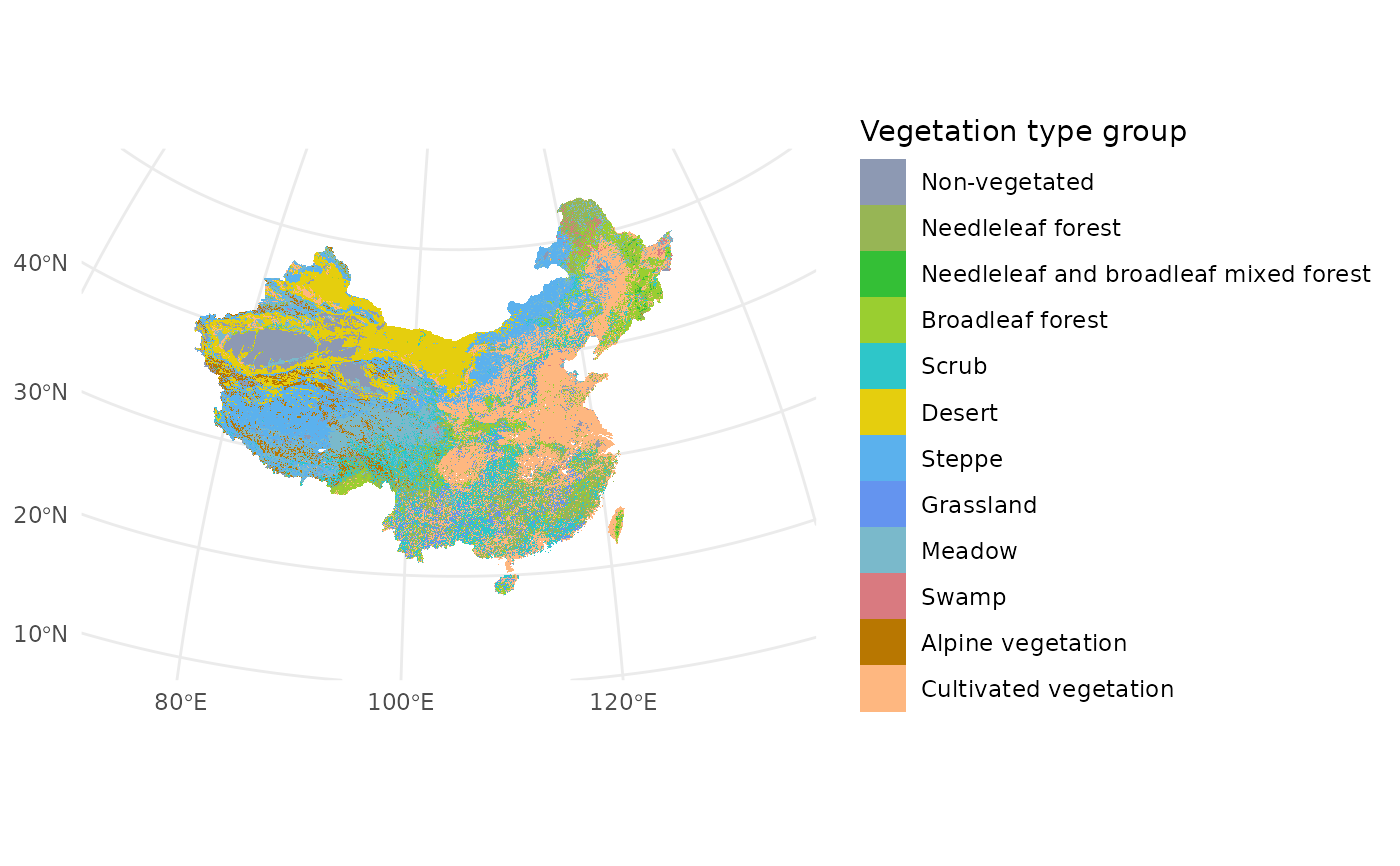 Vegetation type group
Non-vegetated
Needleleaf forest
Needleleaf and broadleaf mixed forest
Broadleaf forest
Scrub
Desert
Steppe
Grassland
Meadow
Swamp
Alpine vegetation
Cultivated vegetation
40°N
30°N
20°N
10°N
80°E
100°E
120°E